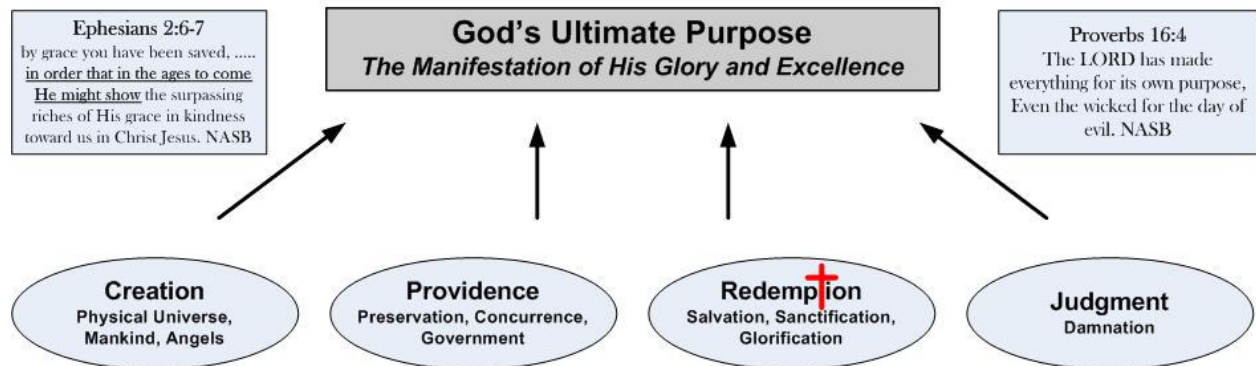 Ephesians 2:6-7
by grace you have been saved, .....
in order that in the ages to come
He might show the surpassing
riches of His grace in kindness
toward us in Christ Jesus. NASB
God's Ultimate Purpose
The Manifestation of His Glory and Excellence
Proverbs 16:4
The LORD has made
everything for its own purpose,
Even the wicked for the day of
evil. NASB
Creation
Physical Universe,
Mankind, Angels
Providence
Preservation, Concurrence,
Government
Redemption
Salvation, Sanctification,
Glorification
Judgment
Damnation